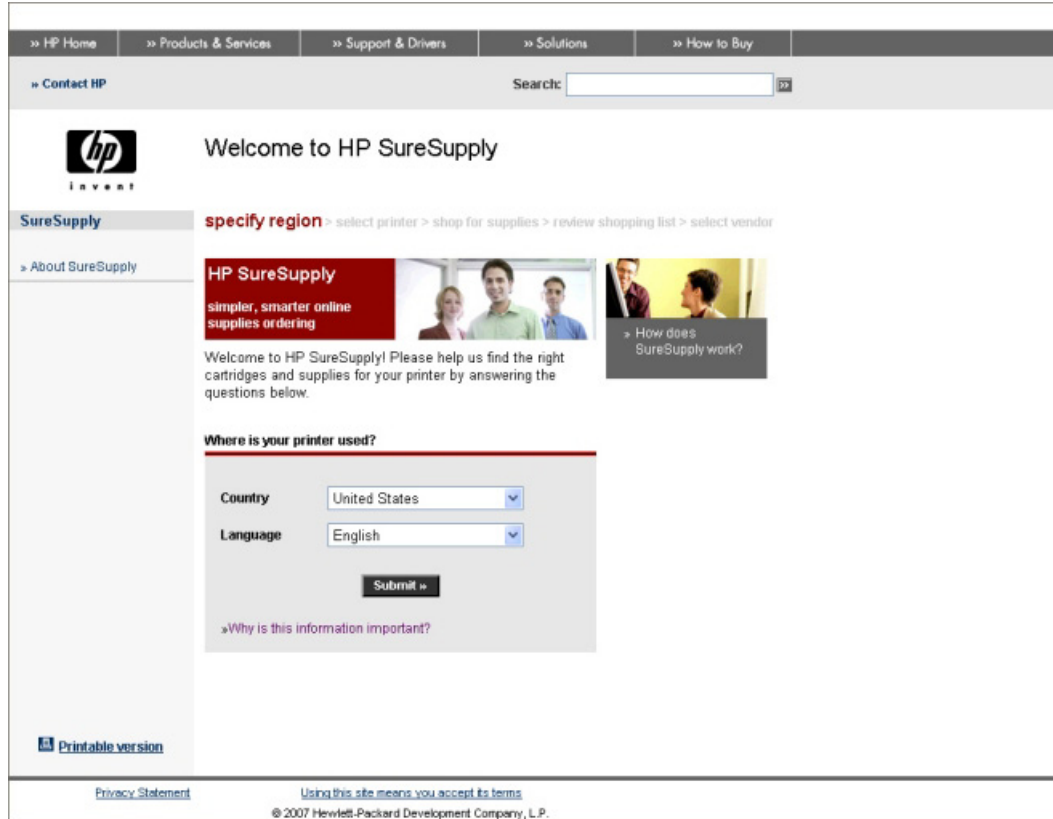 » HP Home
» Products & Services
» Support & Drivers
» Solutions
» How to Buy
» Contact HP
Search:
»
hp
invent
Welcome to HP SureSupply
SureSupply
specify region > select printer > shop for supplies > review shopping list > select vendor
» About SureSupply
HP SureSupply
simpler, smarter online
supplies ordering
» How does
SureSupply work?
Welcome to HP SureSupply! Please help us find the right
cartridges and supplies for your printer by answering the
questions below.
Where is your printer used?
Country
United States
Language
English
Submit »
»Why is this information important?
Printable version
Privacy Statement
Using this site means you accept its terms
© 2007 Hewlett-Packard Development Company, L.P.